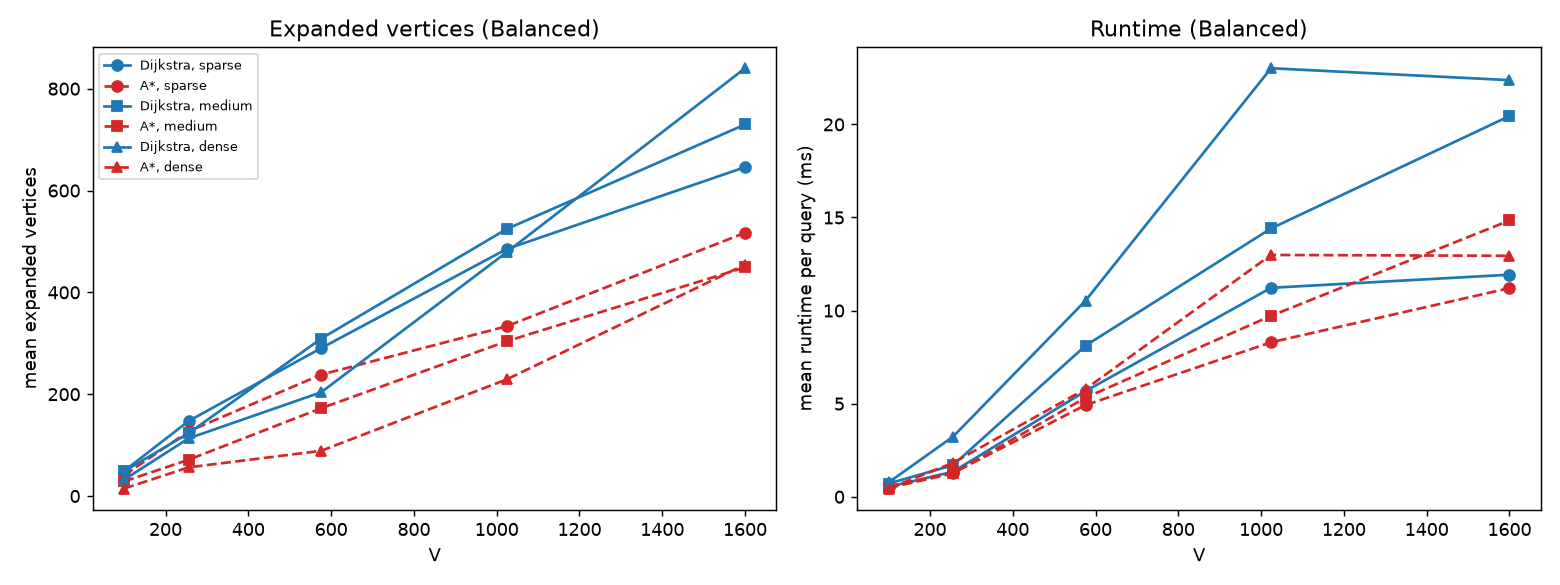 Expanded vertices (Balanced)
Dijkstra, sparse
A*, sparse
Dijkstra, medium
A*, medium
Dijkstra, dense
A*, dense
mean expanded vertices
800
600
400
200
0
200 400 600 800 1000 1200 1400 1600
V
Runtime (Balanced)
mean runtime per query (ms)
20
15
10
5
0
200 400 600 800 1000 1200 1400 1600
V